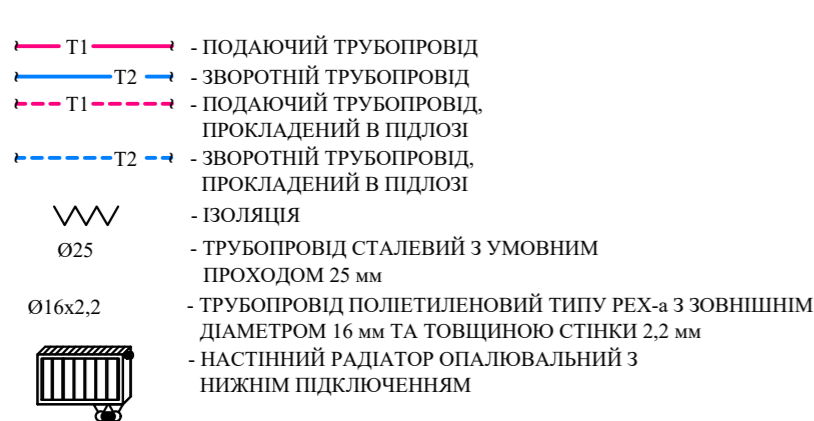 T1 - ПОДАЮЧИЙ ТРУБОПРОВІД
T2 - ЗВОРОТНІЙ ТРУБОПРОВІД
T1 - ПОДАЮЧИЙ ТРУБОПРОВІД,
ПРОКЛАДЕНИЙ В ПІДЛОЗІ
T2 - ЗВОРОТНІЙ ТРУБОПРОВІД,
ПРОКЛАДЕНИЙ В ПІДЛОЗІ
- ІЗОЛЯЦІЯ
Ø25 - ТРУБОПРОВІД СТАЛЕВИЙ З УМОВНИМ
ПРОХОДОМ 25 мм
Ø16x2,2 - ТРУБОПРОВІД ПОЛІЕТИЛЕНОВИЙ ТИПУ PEX-a З ЗОВНІШНІМ
ДІАМЕТРОМ 16 мм ТА ТОВЩИНОЮ СТІНКИ 2,2 мм
- НАСТІННИЙ РАДІАТОР ОПАЛЮВАЛЬНИЙ З
НИЖНІМ ПІДКЛЮЧЕННЯМ